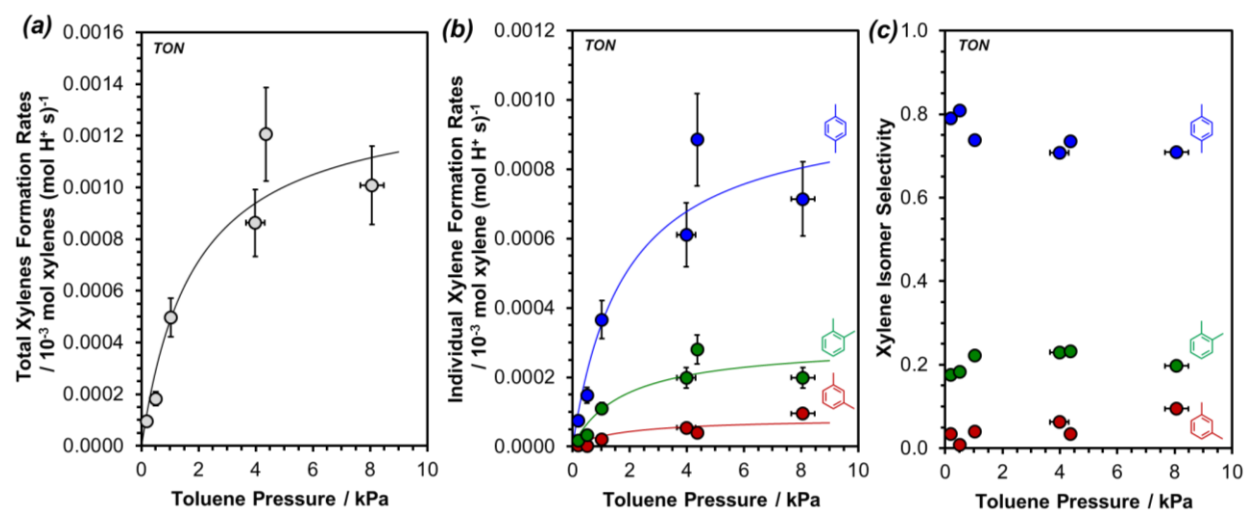 (a)
TON
Total Xylenes Formation Rates
/ 10⁻³ mol xylenes (mol H⁺ s)⁻¹
0.0016
0.0014
0.0012
0.0010
0.0008
0.0006
0.0004
0.0002
0.0000
0 2 4 6 8 10
Toluene Pressure / kPa
(b)
TON
Individual Xylene Formation Rates
/ 10⁻³ mol xylene (mol H⁺ s)⁻¹
0.0012
0.0010
0.0008
0.0006
0.0004
0.0002
0.0000
0 2 4 6 8 10
Toluene Pressure / kPa
(c)
TON
Xylene Isomer Selectivity
1.0
0.8
0.6
0.4
0.2
0.0
0 2 4 6 8 10
Toluene Pressure / kPa